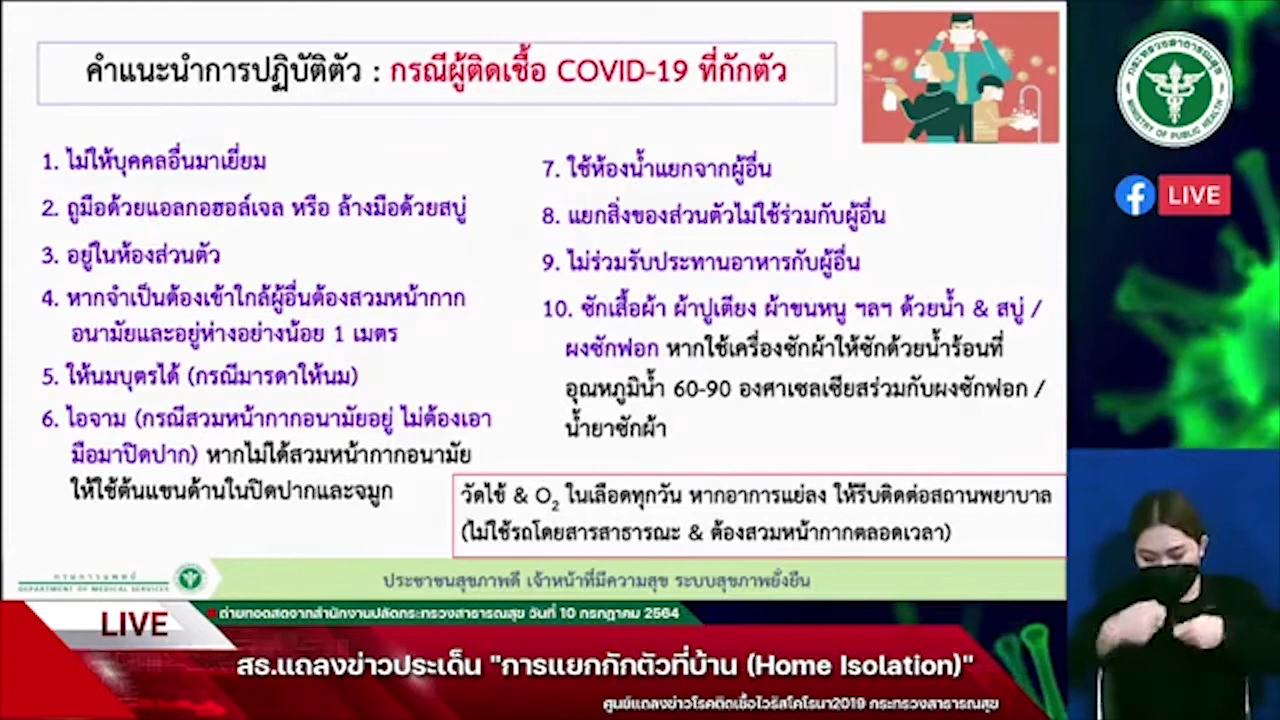 คำแนะนำการปฏิบัติตัว : กรณีผู้ติดเชื้อ COVID-19 ที่กักตัว
1. ไม่ให้บุคคลอื่นมาเยี่ยม
2. ถูมือด้วยแอลกอฮอล์เจล หรือ ล้างมือด้วยสบู่
3. อยู่ในห้องส่วนตัว
4. หากจำเป็นต้องเข้าใกล้ผู้อื่นต้องสวมหน้ากาก
อนามัยและอยู่ห่างอย่างน้อย 1 เมตร
5. ให้นมบุตรได้ (กรณีมารดาให้นม)
6. ไอจาม (กรณีสวมหน้ากากอนามัยอยู่ ไม่ต้องเอา
มือมาปิดปาก) หากไม่ได้สวมหน้ากากอนามัย
ให้ใช้ต้นแขนด้านในปิดปากและจมูก
7. ใช้ห้องน้ำแยกจากผู้อื่น
8. แยกสิ่งของส่วนตัวไม่ใช้ร่วมกับผู้อื่น
9. ไม่ร่วมรับประทานอาหารกับผู้อื่น
10. ซักเสื้อผ้า ผ้าปูเตียง ผ้าขนหนู ฯลฯ ด้วยน้ำ & สบู่ /
ผงซักฟอก หากใช้เครื่องซักผ้าให้ซักด้วยน้ำร้อนที่
อุณหภูมิน้ำ 60-90 องศาเซลเซียสร่วมกับผงซักฟอก /
น้ำยาซักผ้า
วัดไข้ & O2 ในเลือดทุกวัน หากอาการแย่ลง ให้รีบติดต่อสถานพยาบาล
(ไม่ใช้รถโดยสารสาธารณะ & ต้องสวมหน้ากากตลอดเวลา)
กรมการแพทย์
DEPARTMENT OF MEDICAL SERVICES
ประชาชนสุขภาพดี เจ้าหน้าที่มีความสุข ระบบสุขภาพยั่งยืน
กระทรวงสาธารณสุข
MINISTRY OF PUBLIC HEALTH
LIVE
LIVE
ถ่ายทอดสดจากสำนักงานปลัดกระทรวงสาธารณสุข วันที่ 10 กรกฎาคม 2564
สธ.แถลงข่าวประเด็น "การแยกกักตัวที่บ้าน (Home Isolation)"
ศูนย์แถลงข่าวโรคติดเชื้อไวรัสโคโรนา2019 กระทรวงสาธารณสุข